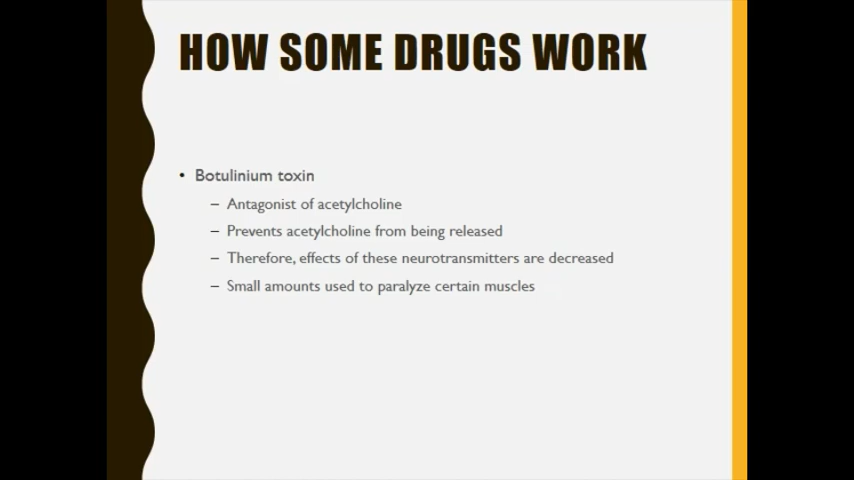 HOW SOME DRUGS WORK
• Botulinium toxin
– Antagonist of acetylcholine
– Prevents acetylcholine from being released
– Therefore, effects of these neurotransmitters are decreased
– Small amounts used to paralyze certain muscles